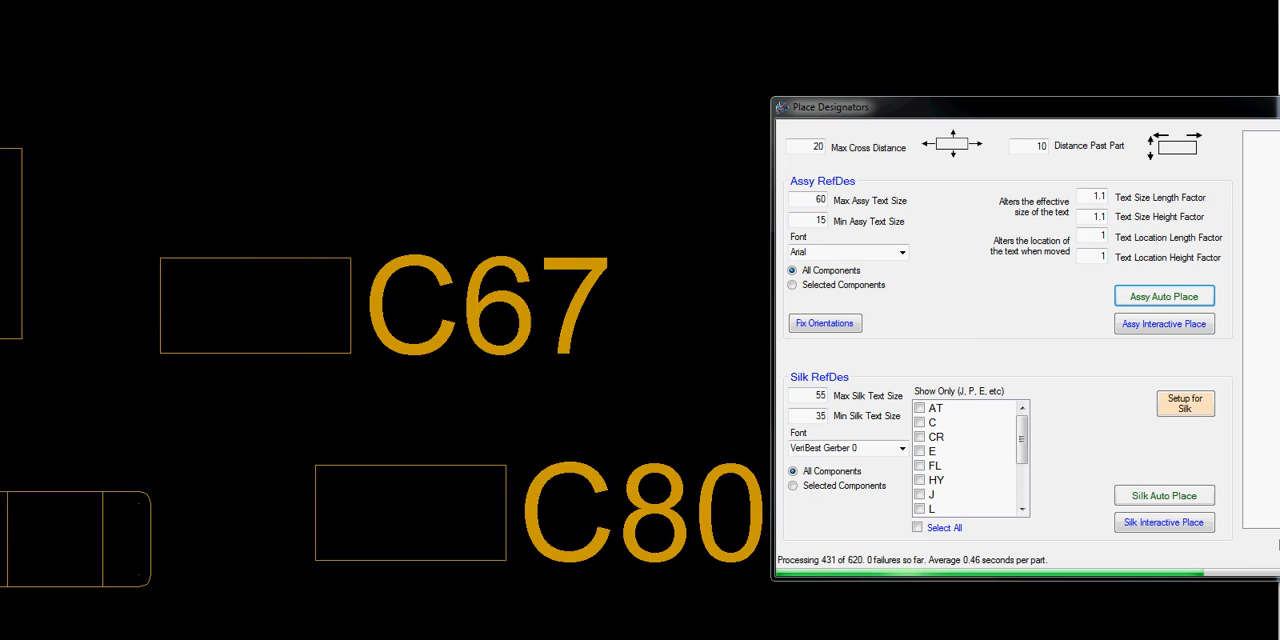 Place Designators
20 Max Cross Distance
10 Distance Past Part
Assy RefDes
60 Max Assy Text Size
15 Min Assy Text Size
Font
Arial
All Components
Selected Components
Fix Orientations
Alters the effective
size of the text
Alters the location of
the text when moved
1.1 Text Size Length Factor
1.1 Text Size Height Factor
1 Text Location Length Factor
1 Text Location Height Factor
Assy Auto Place
Assy Interactive Place
C67
Silk RefDes
55 Max Silk Text Size
35 Min Silk Text Size
Font
VeriBest Gerber 0
All Components
Selected Components
Show Only (J, P, E, etc)
AT
C
CR
E
FL
HY
J
L
Select All
Setup for
Silk
Silk Auto Place
Silk Interactive Place
C80
Processing 431 of 620. 0 failures so far. Average 0.46 seconds per part.